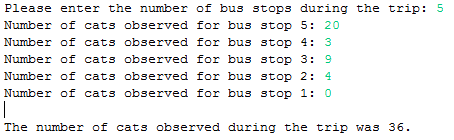 Please enter the number of bus stops during the trip: 5
Number of cats observed for bus stop 5: 20
Number of cats observed for bus stop 4: 3
Number of cats observed for bus stop 3: 9
Number of cats observed for bus stop 2: 4
Number of cats observed for bus stop 1: 0
The number of cats observed during the trip was 36.